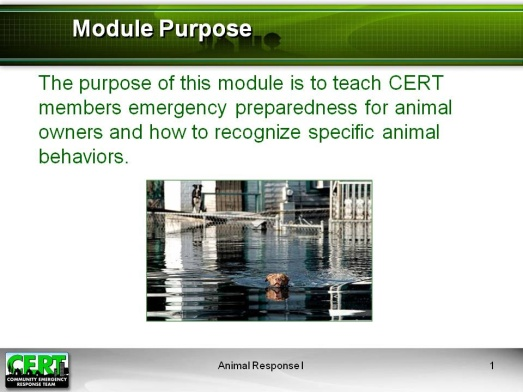 Module Purpose
The purpose of this module is to teach CERT
members emergency preparedness for animal
owners and how to recognize specific animal
behaviors.
CERT
COMMUNITY EMERGENCY
RESPONSE TEAM
Animal Response I
1